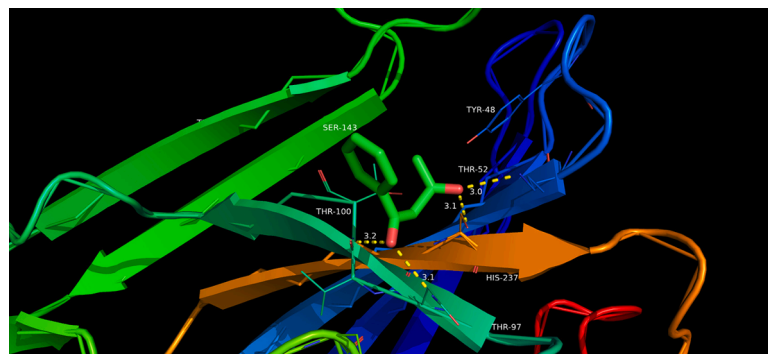 TYR-48
SER-143
THR-52
3.0
3.1
THR-100
3.2
3.1
HIS-237
THR-97